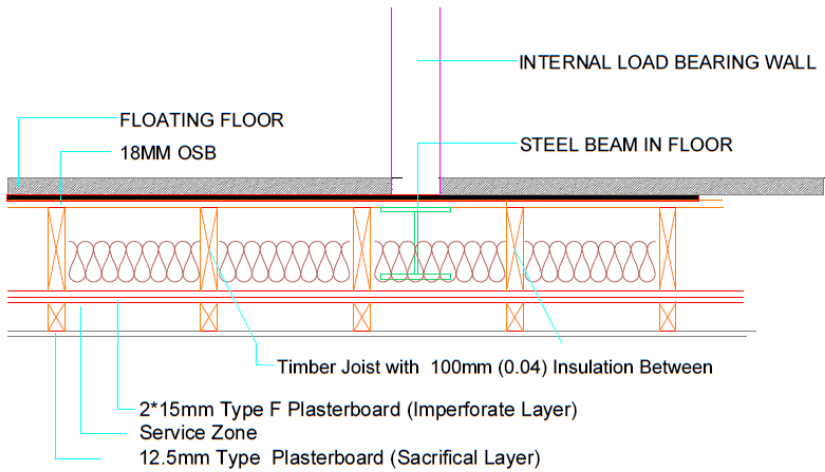 INTERNAL LOAD BEARING WALL
FLOATING FLOOR
STEEL BEAM IN FLOOR
18MM OSB
Timber Joist with 100mm (0.04) Insulation Between
2*15mm Type F Plasterboard (Imperforate Layer)
Service Zone
12.5mm Type Plasterboard (Sacrifical Layer)